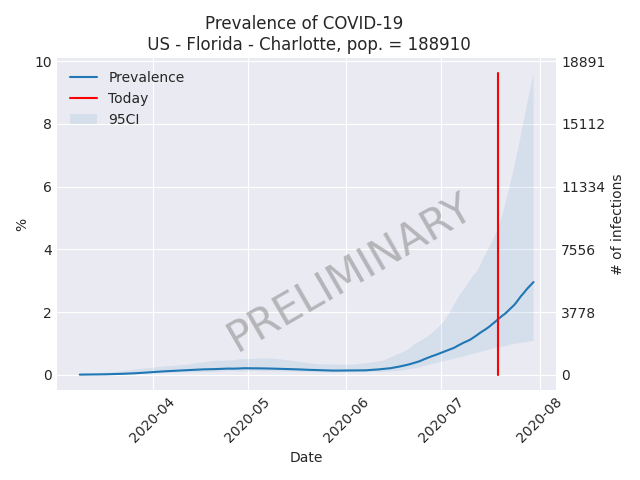 Prevalence of COVID-19
US - Florida - Charlotte, pop. = 188910
Prevalence
Today
95CI
PRELIMINARY
%
10
8
6
4
2
0
18891
15112
11334
7556
3778
0
# of infections
2020-04
2020-05
2020-06
2020-07
2020-08
Date